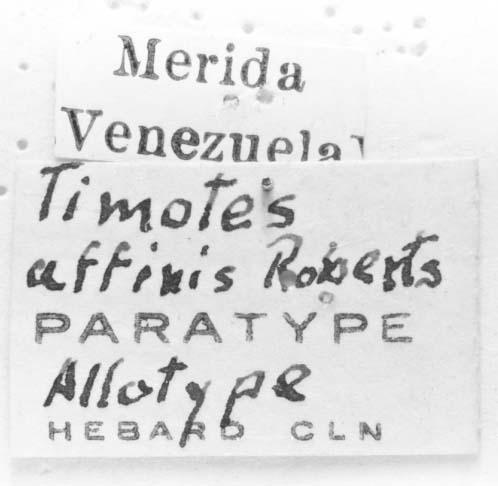 Merida
Venezuela
Timotes
affinis Roberts
PARATYPE
Allotype
HEBARD CLN